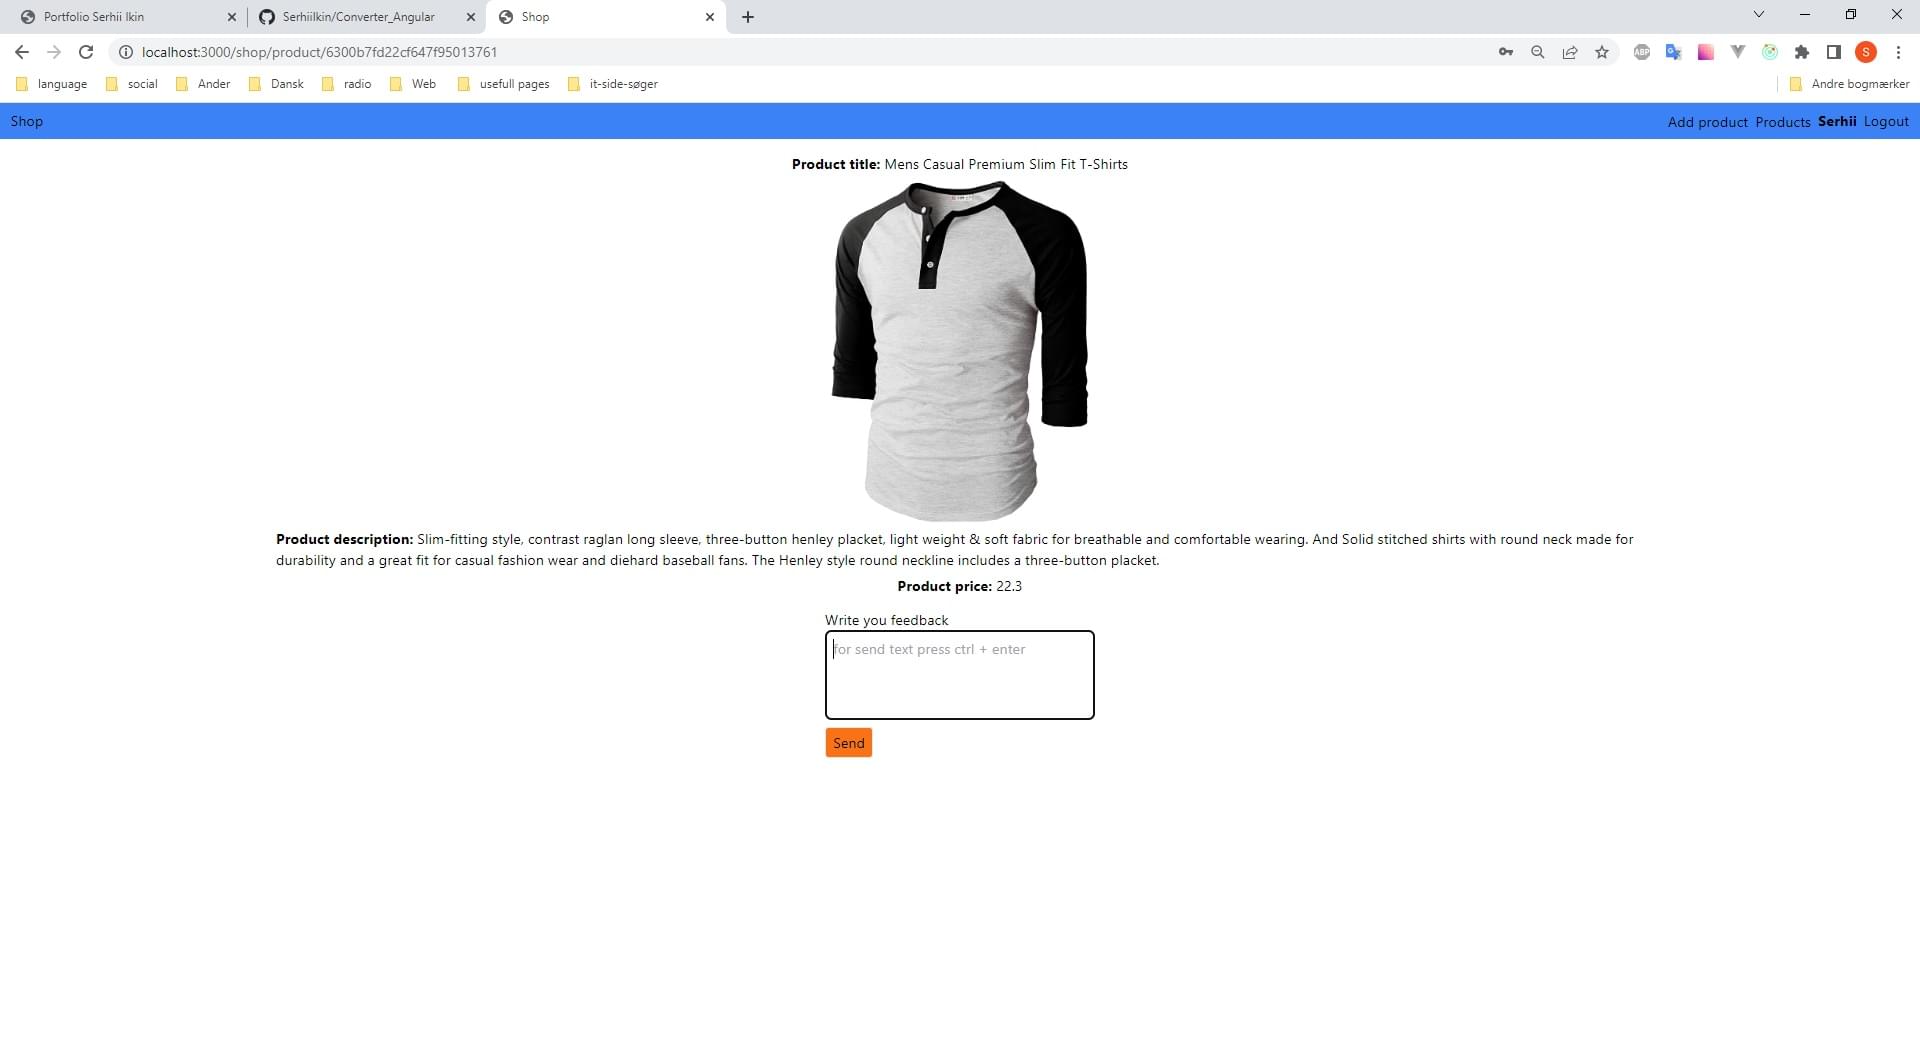 Portfolio Serhii Ikin
SerhiiIkin/Converter_Angular
Shop
localhost:3000/shop/product/6300b7fd22cf647f95013761
ABP
S
language social Ander Dansk radio Web usefull pages it-side-søger Andre bogmærker
Shop Add product Products Serhii Logout
Product title: Mens Casual Premium Slim Fit T-Shirts
Product description: Slim-fitting style, contrast raglan long sleeve, three-button henley placket, light weight & soft fabric for breathable and comfortable wearing. And Solid stitched shirts with round neck made for
durability and a great fit for casual fashion wear and diehard baseball fans. The Henley style round neckline includes a three-button placket.
Product price: 22.3
Write you feedback
for send text press ctrl + enter
Send